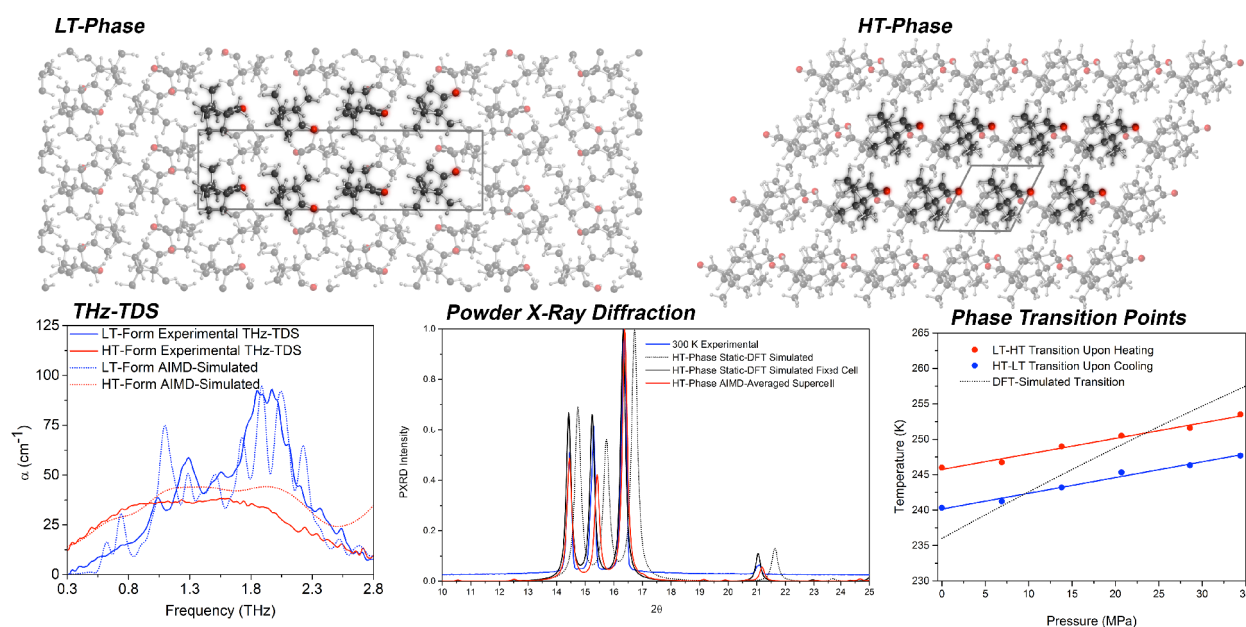 LT-Phase
HT-Phase
THz-TDS
125
100
75
50
25
0
α (cm-1)
LT-Form Experimental THz-TDS
HT-Form Experimental THz-TDS
LT-Form AIMD-Simulated
HT-Form AIMD-Simulated
0.3
0.8
1.3
1.8
2.3
2.8
Frequency (THz)
Powder X-Ray Diffraction
1.0
0.8
0.6
0.4
0.2
0.0
PXRD Intensity
300 K Experimental
HT-Phase Static-DFT Simulated
HT-Phase Static-DFT Simulated Fixed Cell
HT-Phase AIMD-Averaged Supercell
10
11
12
13
14
15
16
17
18
19
20
21
22
23
24
25
2θ
Phase Transition Points
265
260
255
250
245
240
235
230
Temperature (K)
LT-HT Transition Upon Heating
HT-LT Transition Upon Cooling
DFT-Simulated Transition
0
5
10
15
20
25
30
Pressure (MPa)